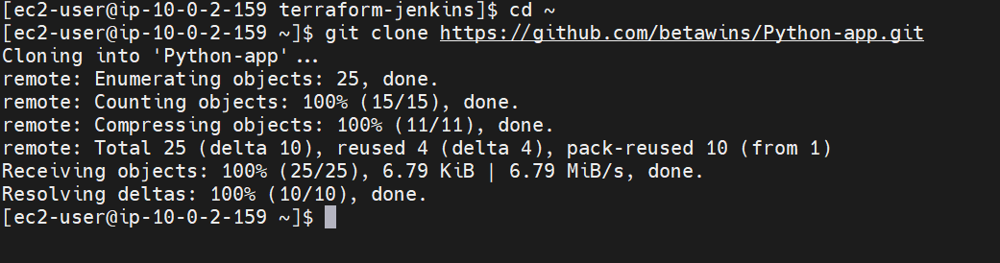 [ec2-user@ip-10-0-2-159 terraform-jenkins]$ cd ~
[ec2-user@ip-10-0-2-159 ~]$ git clone https://github.com/betawins/Python-app.git
Cloning into 'Python-app'...
remote: Enumerating objects: 25, done.
remote: Counting objects: 100% (15/15), done.
remote: Compressing objects: 100% (11/11), done.
remote: Total 25 (delta 10), reused 4 (delta 4), pack-reused 10 (from 1)
Receiving objects: 100% (25/25), 6.79 KiB | 6.79 MiB/s, done.
Resolving deltas: 100% (10/10), done.
[ec2-user@ip-10-0-2-159 ~]$